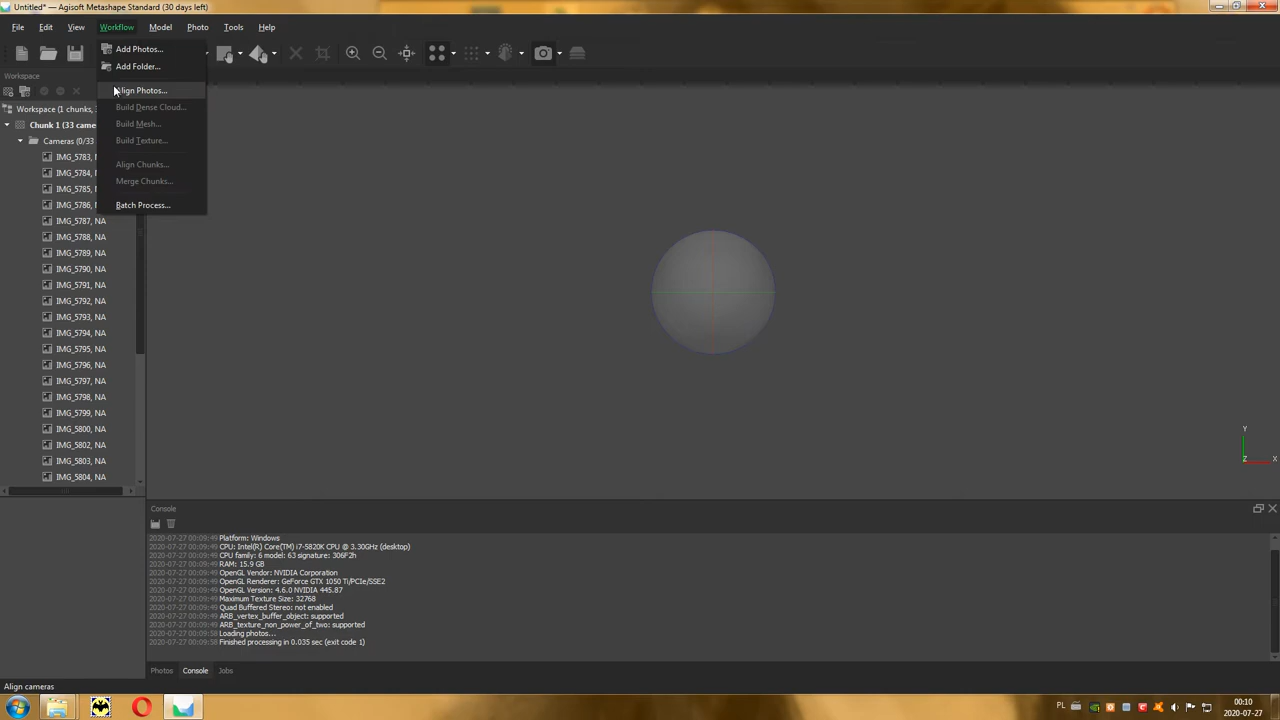 Untitled* — Agisoft Metashape Standard (30 days left)
File Edit View Workflow Model Photo Tools Help
Add Photos...
Add Folder...
Align Photos...
Build Dense Cloud...
Build Mesh...
Build Texture...
Align Chunks...
Merge Chunks...
Batch Process...
Workspace
Workspace (1 chunks, 3
Chunk 1 (33 came
Cameras (0/33
IMG_5783, NA
IMG_5784, NA
IMG_5785, NA
IMG_5786, NA
IMG_5787, NA
IMG_5788, NA
IMG_5789, NA
IMG_5790, NA
IMG_5791, NA
IMG_5792, NA
IMG_5793, NA
IMG_5794, NA
IMG_5795, NA
IMG_5796, NA
IMG_5797, NA
IMG_5798, NA
IMG_5799, NA
IMG_5800, NA
IMG_5802, NA
IMG_5803, NA
IMG_5804, NA
Y
Z X
Console
2020-07-27 00:09:49 Platform: Windows
2020-07-27 00:09:49 CPU: Intel(R) Core(TM) i7-5820K CPU @ 3.30GHz (desktop)
2020-07-27 00:09:49 CPU family: 6 model: 63 signature: 306F2h
2020-07-27 00:09:49 RAM: 15.9 GB
2020-07-27 00:09:49 OpenGL Vendor: NVIDIA Corporation
2020-07-27 00:09:49 OpenGL Renderer: GeForce GTX 1050 Ti/PCIe/SSE2
2020-07-27 00:09:49 OpenGL Version: 4.6.0 NVIDIA 445.87
2020-07-27 00:09:49 Maximum Texture Size: 32768
2020-07-27 00:09:49 Quad Buffered Stereo: not enabled
2020-07-27 00:09:49 ARB_vertex_buffer_object: supported
2020-07-27 00:09:49 ARB_texture_non_power_of_two: supported
2020-07-27 00:09:58 Loading photos...
2020-07-27 00:09:58 Finished processing in 0.035 sec (exit code 1)
Photos Console Jobs
Align cameras
PL
00:10
2020-07-27